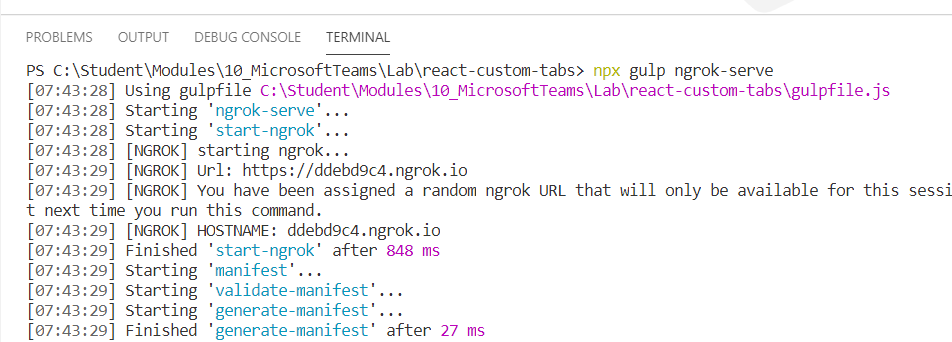 PROBLEMS OUTPUT DEBUG CONSOLE TERMINAL
PS C:\Student\Modules\10_MicrosoftTeams\Lab\react-custom-tabs> npx gulp ngrok-serve
[07:43:28] Using gulpfile C:\Student\Modules\10_MicrosoftTeams\Lab\react-custom-tabs\gulpfile.js
[07:43:28] Starting 'ngrok-serve'...
[07:43:28] Starting 'start-ngrok'...
[07:43:28] [NGROK] starting ngrok...
[07:43:29] [NGROK] Url: https://ddebd9c4.ngrok.io
[07:43:29] [NGROK] You have been assigned a random ngrok URL that will only be available for this sessi
t next time you run this command.
[07:43:29] [NGROK] HOSTNAME: ddebd9c4.ngrok.io
[07:43:29] Finished 'start-ngrok' after 848 ms
[07:43:29] Starting 'manifest'...
[07:43:29] Starting 'validate-manifest'...
[07:43:29] Starting 'generate-manifest'...
[07:43:29] Finished 'generate-manifest' after 27 ms